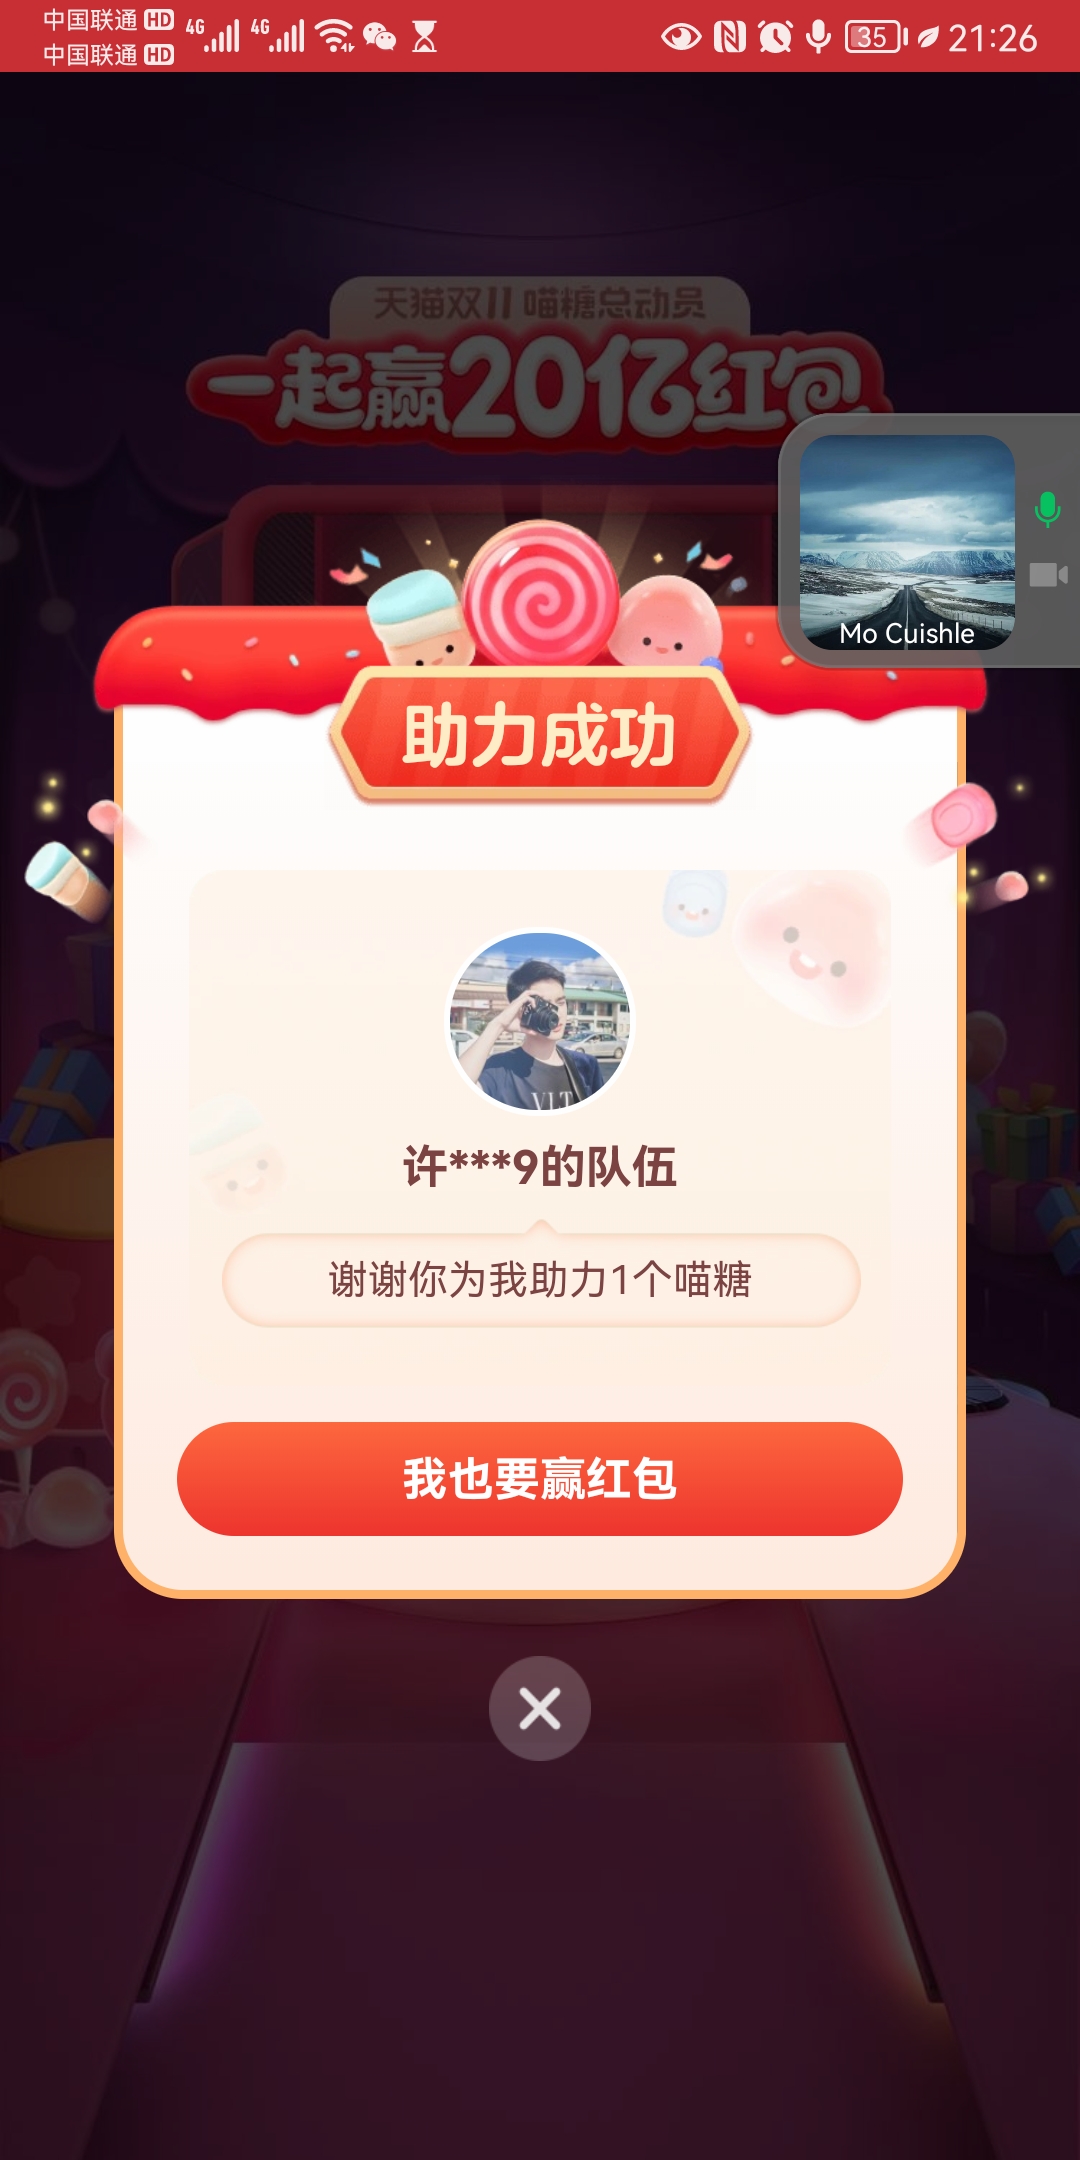 中国联通 HD
中国联通 HD
4G
4G
35
21:26
天猫双11 喵糖总动员
一起赢20亿红包
Mo Cuishle
助力成功
VLT
许***9的队伍
谢谢你为我助力1个喵糖
我也要赢红包